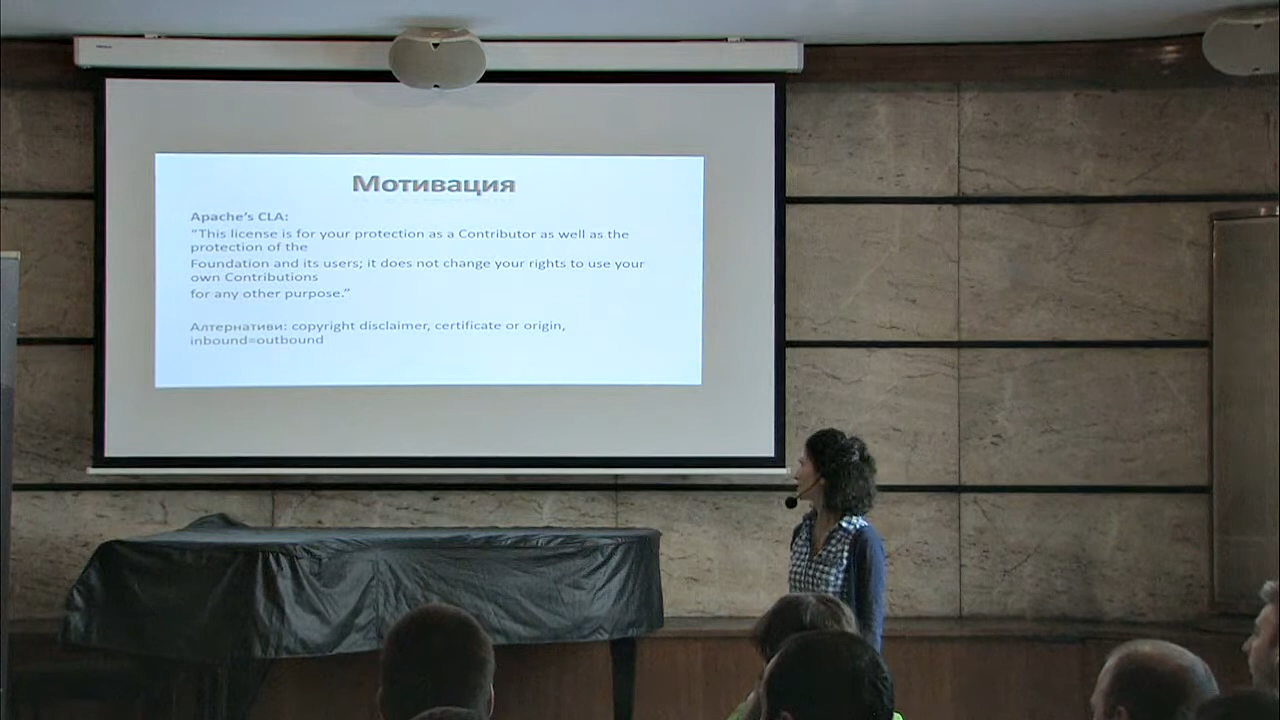 Мотивация
Apache's CLA:
"This license is for your protection as a Contributor as well as the
protection of the
Foundation and its users; it does not change your rights to use your
own Contributions
for any other purpose."
Алтернативи: copyright disclaimer, certificate or origin,
inbound=outbound